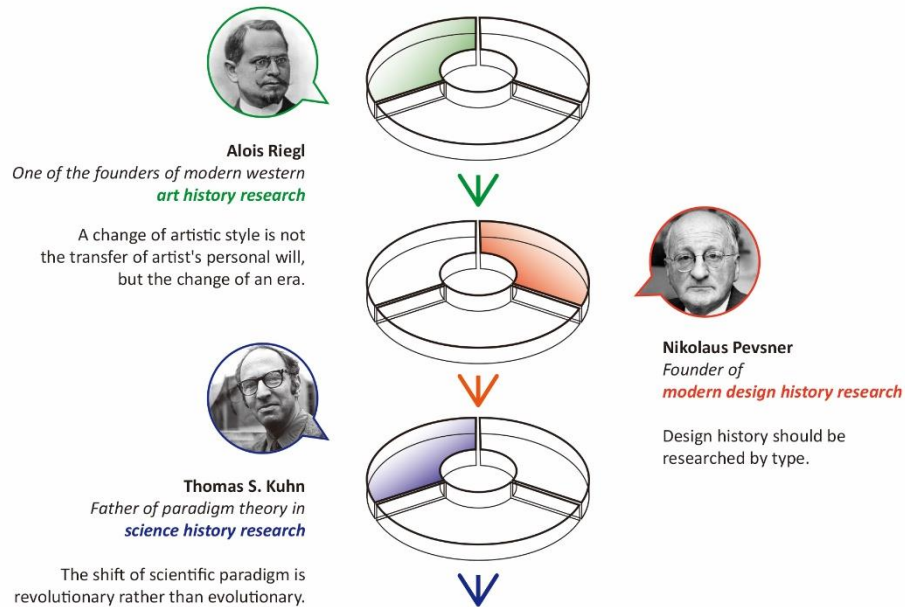 Alois Riegl
One of the founders of modern western
art history research
A change of artistic style is not
the transfer of artist's personal will,
but the change of an era.
Nikolaus Pevsner
Founder of
modern design history research
Design history should be
researched by type.
Thomas S. Kuhn
Father of paradigm theory in
science history research
The shift of scientific paradigm is
revolutionary rather than evolutionary.